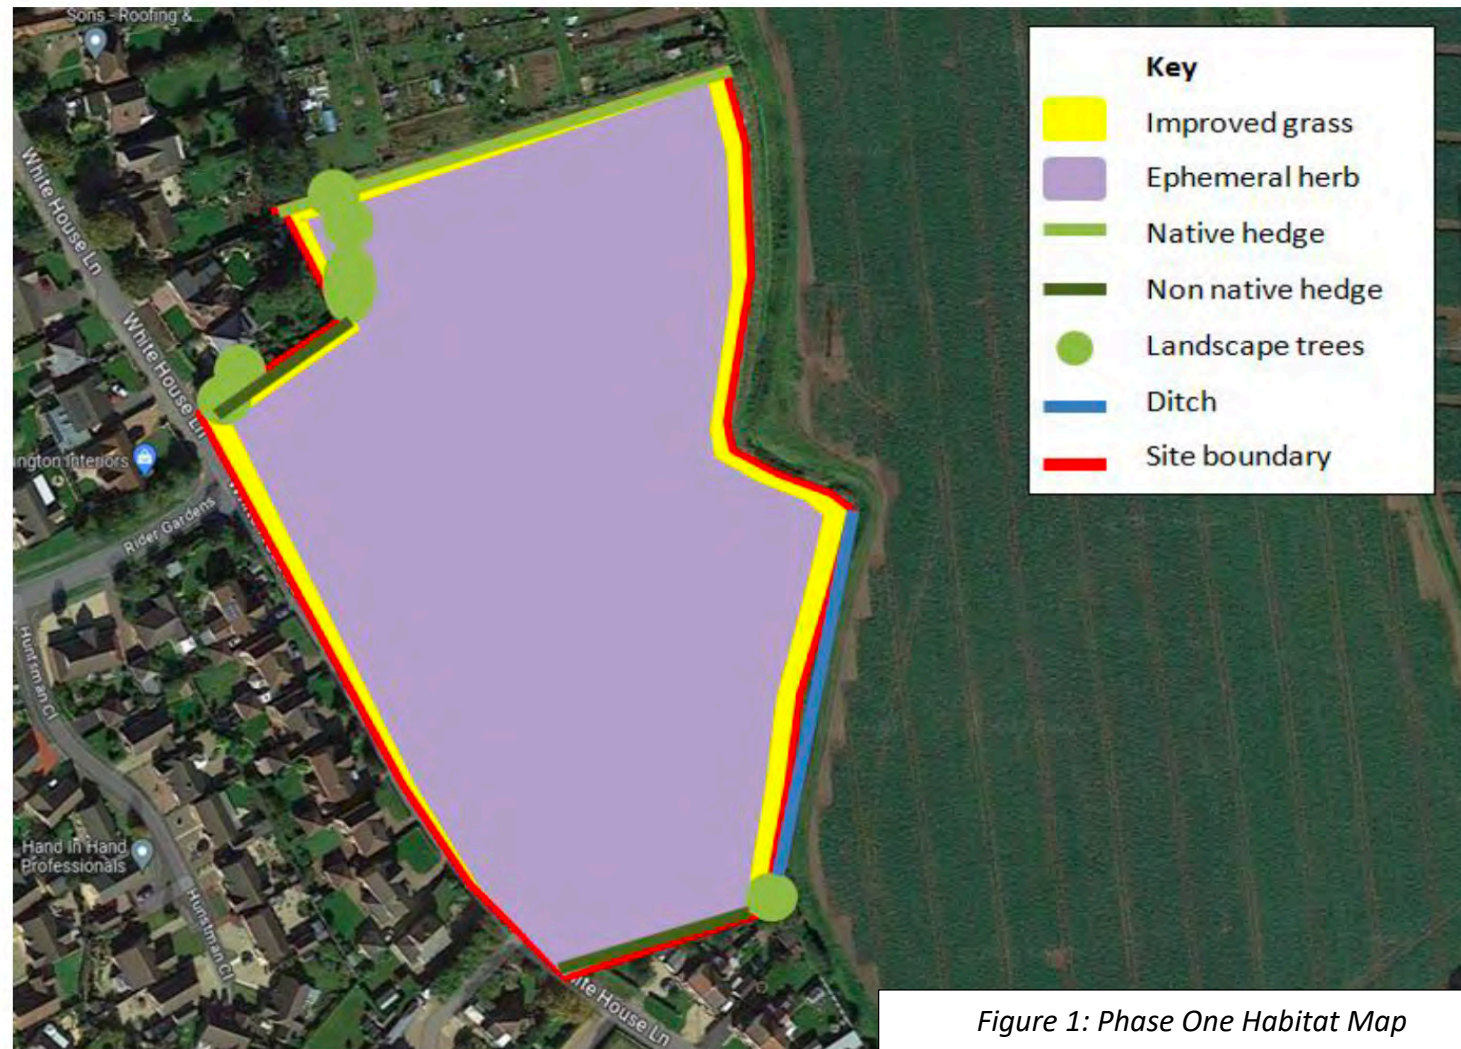 Sons - Roofing &...
White House Ln
White House Ln
ington Interiors
Rider Gardens
Huntsman Cl
Hand In Hand
Professionals
Huntsman Cl
ite House Ln
Key
Improved grass
Ephemeral herb
Native hedge
Non native hedge
Landscape trees
Ditch
Site boundary
Figure 1: Phase One Habitat Map